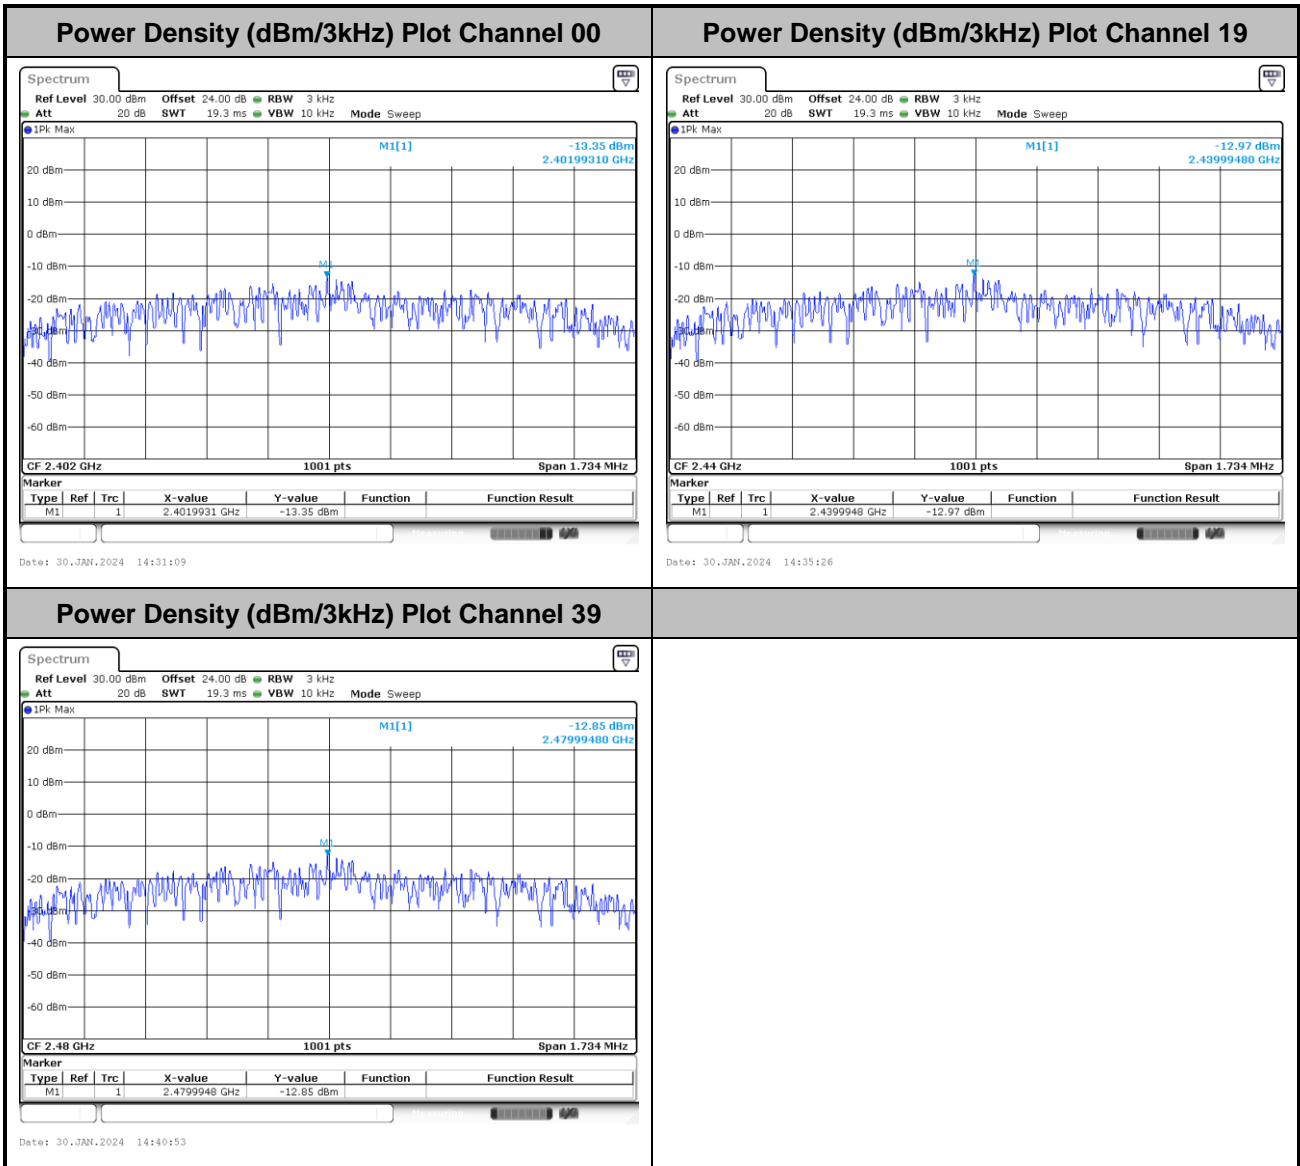 Power Density (dBm/3kHz) Plot Channel 00
Spectrum
Ref Level 30.00 dBm Offset 24.00 dB RBW 3 kHz
Att 20 dB SWT 19.3 ms VBW 10 kHz Mode Sweep
1Pk Max
M1[1] -13.35 dBm
2.40199310 GHz
20 dBm
10 dBm
0 dBm
M1
-10 dBm
-20 dBm
-30 dBm
-40 dBm
-50 dBm
-60 dBm
CF 2.402 GHz 1001 pts Span 1.734 MHz
Marker
Type Ref Trc X-value Y-value Function Function Result
M1 1 2.4019931 GHz -13.35 dBm
Measuring...
Date: 30.JAN.2024 14:31:09
Power Density (dBm/3kHz) Plot Channel 19
Spectrum
Ref Level 30.00 dBm Offset 24.00 dB RBW 3 kHz
Att 20 dB SWT 19.3 ms VBW 10 kHz Mode Sweep
1Pk Max
M1[1] -12.97 dBm
2.43999480 GHz
20 dBm
10 dBm
0 dBm
M1
-10 dBm
-20 dBm
-30 dBm
-40 dBm
-50 dBm
-60 dBm
CF 2.44 GHz 1001 pts Span 1.734 MHz
Marker
Type Ref Trc X-value Y-value Function Function Result
M1 1 2.4399948 GHz -12.97 dBm
Measuring...
Date: 30.JAN.2024 14:35:26
Power Density (dBm/3kHz) Plot Channel 39
Spectrum
Ref Level 30.00 dBm Offset 24.00 dB RBW 3 kHz
Att 20 dB SWT 19.3 ms VBW 10 kHz Mode Sweep
1Pk Max
M1[1] -12.85 dBm
2.47999480 GHz
20 dBm
10 dBm
0 dBm
M1
-10 dBm
-20 dBm
-30 dBm
-40 dBm
-50 dBm
-60 dBm
CF 2.48 GHz 1001 pts Span 1.734 MHz
Marker
Type Ref Trc X-value Y-value Function Function Result
M1 1 2.4799948 GHz -12.85 dBm
Measuring...
Date: 30.JAN.2024 14:40:53